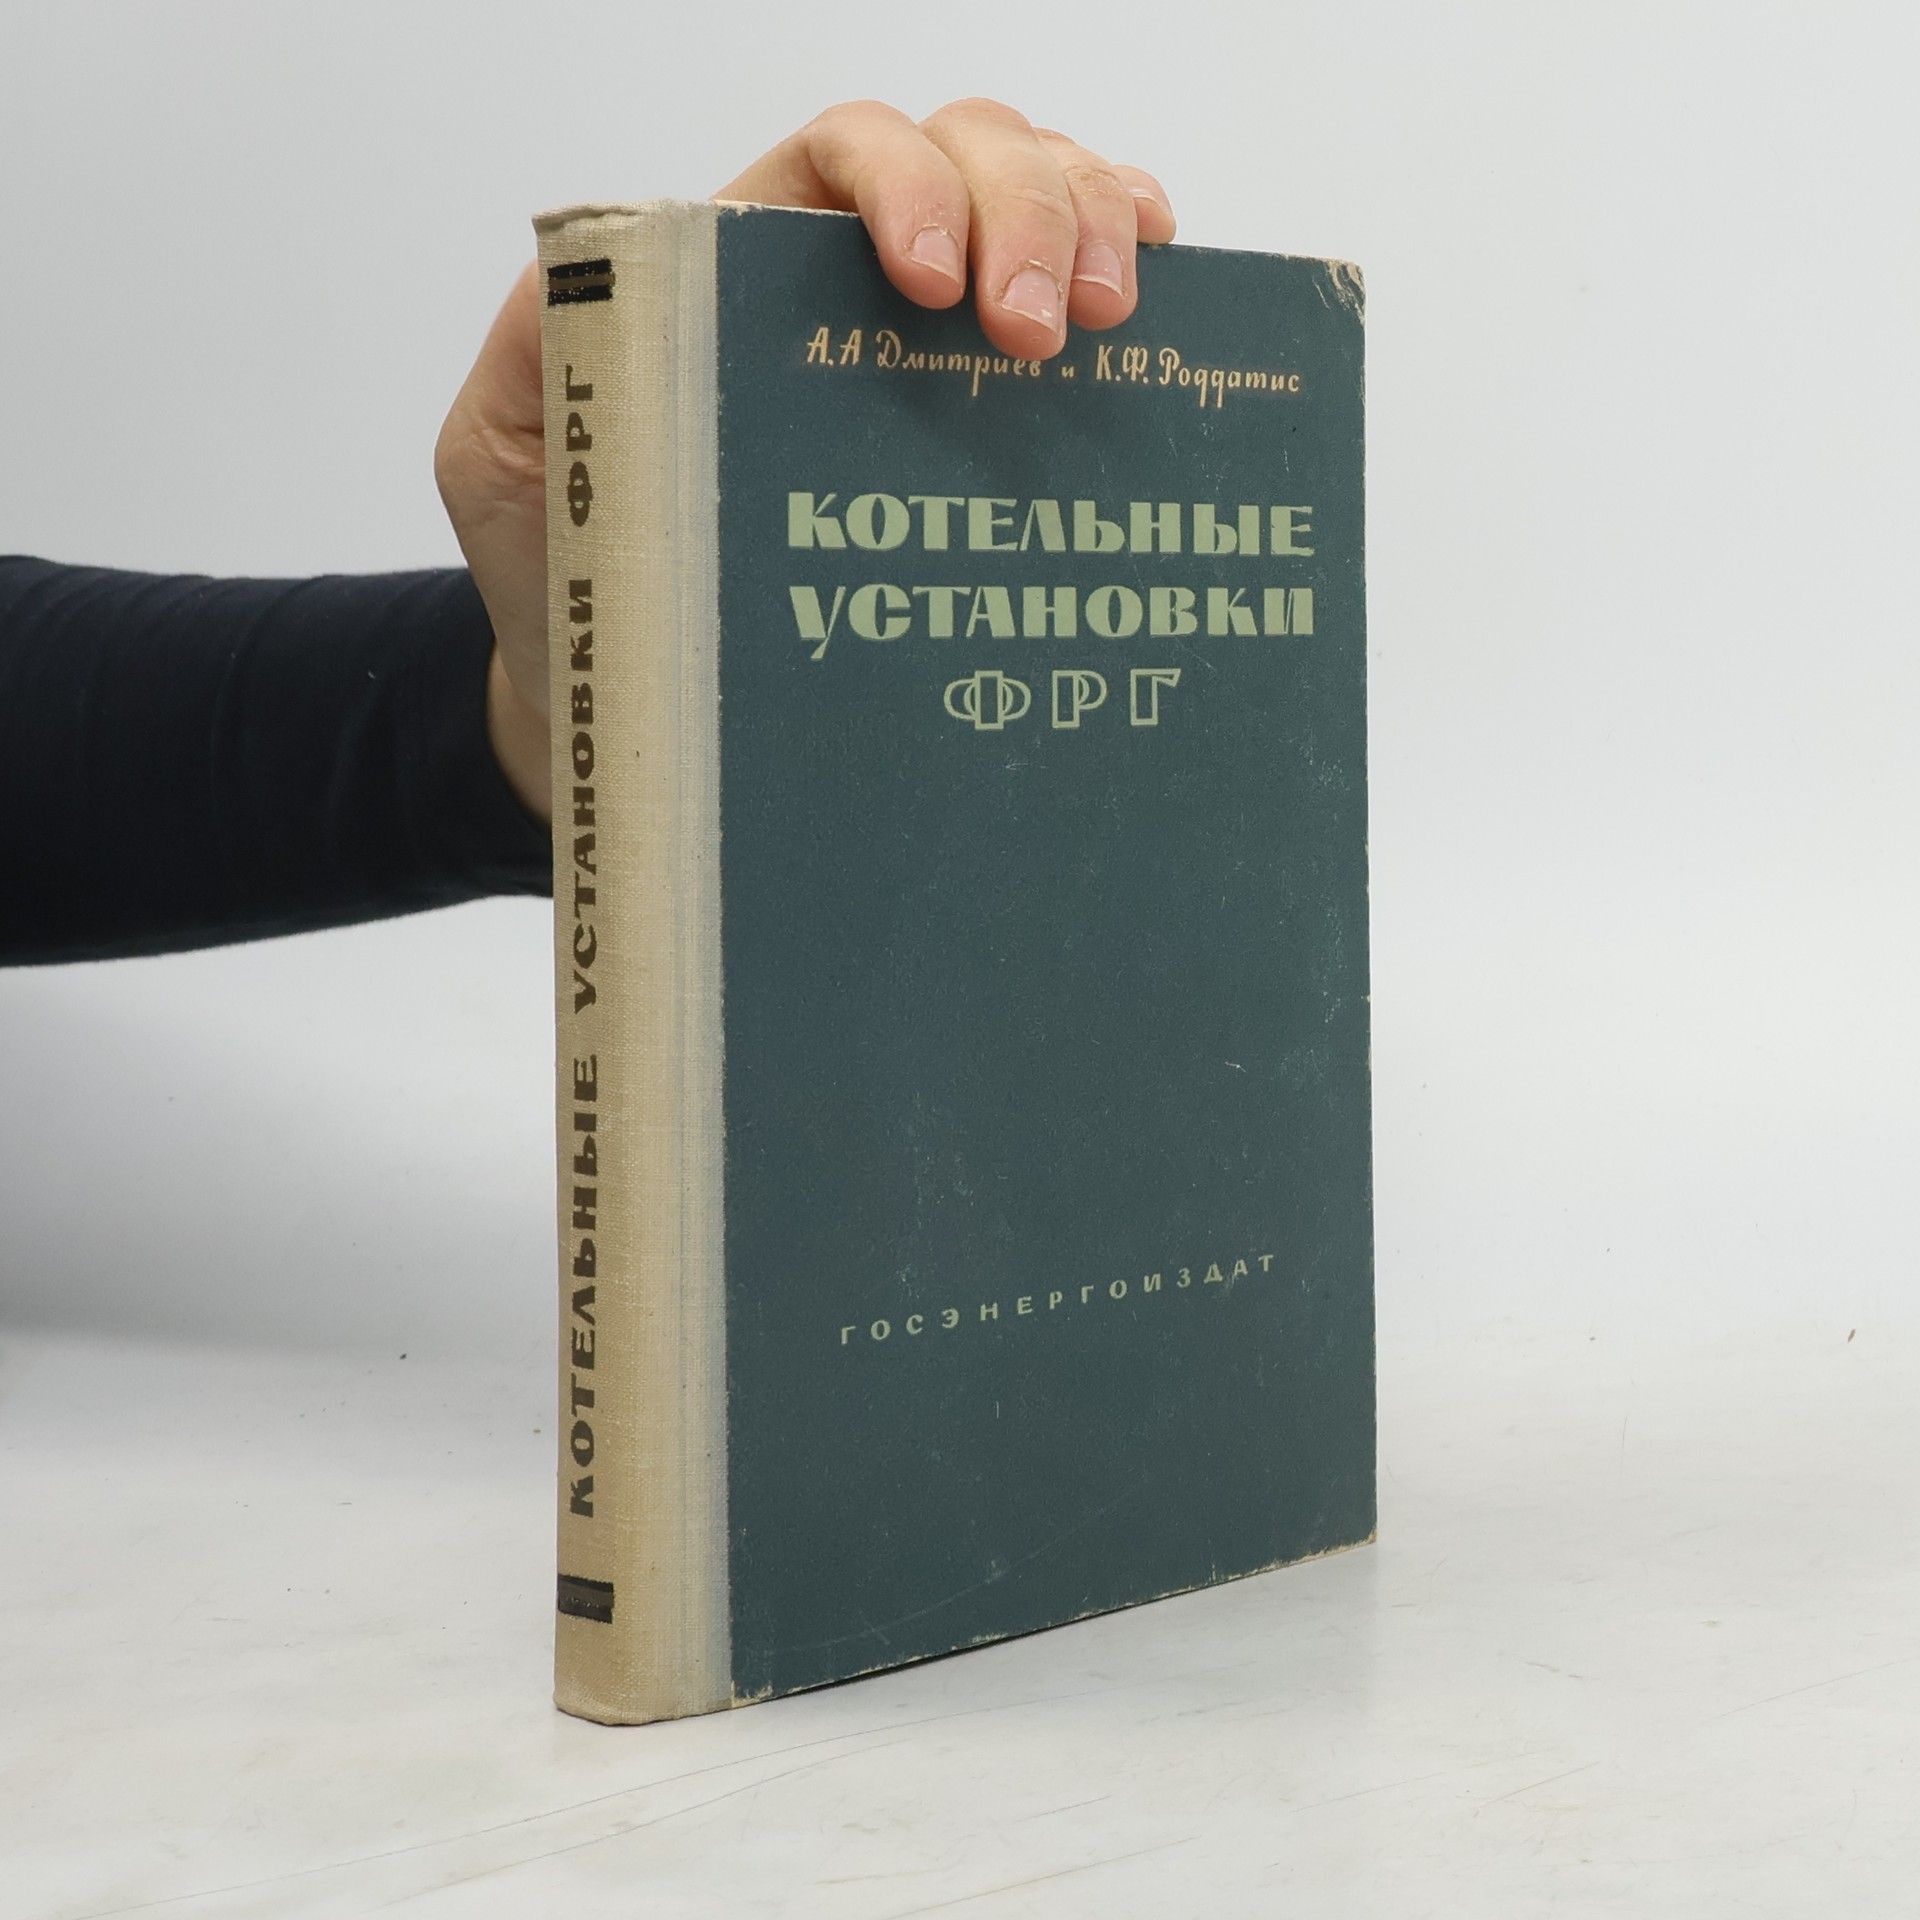 КОТЕЛЬНЫЕ УСТАНОВКИ ФРГ
А. А Дмитриев и К. Ф. Роддатис
КОТЕЛЬНЫЕ
УСТАНОВКИ
ФРГ
ГОСЭНЕРГОИЗДАТ